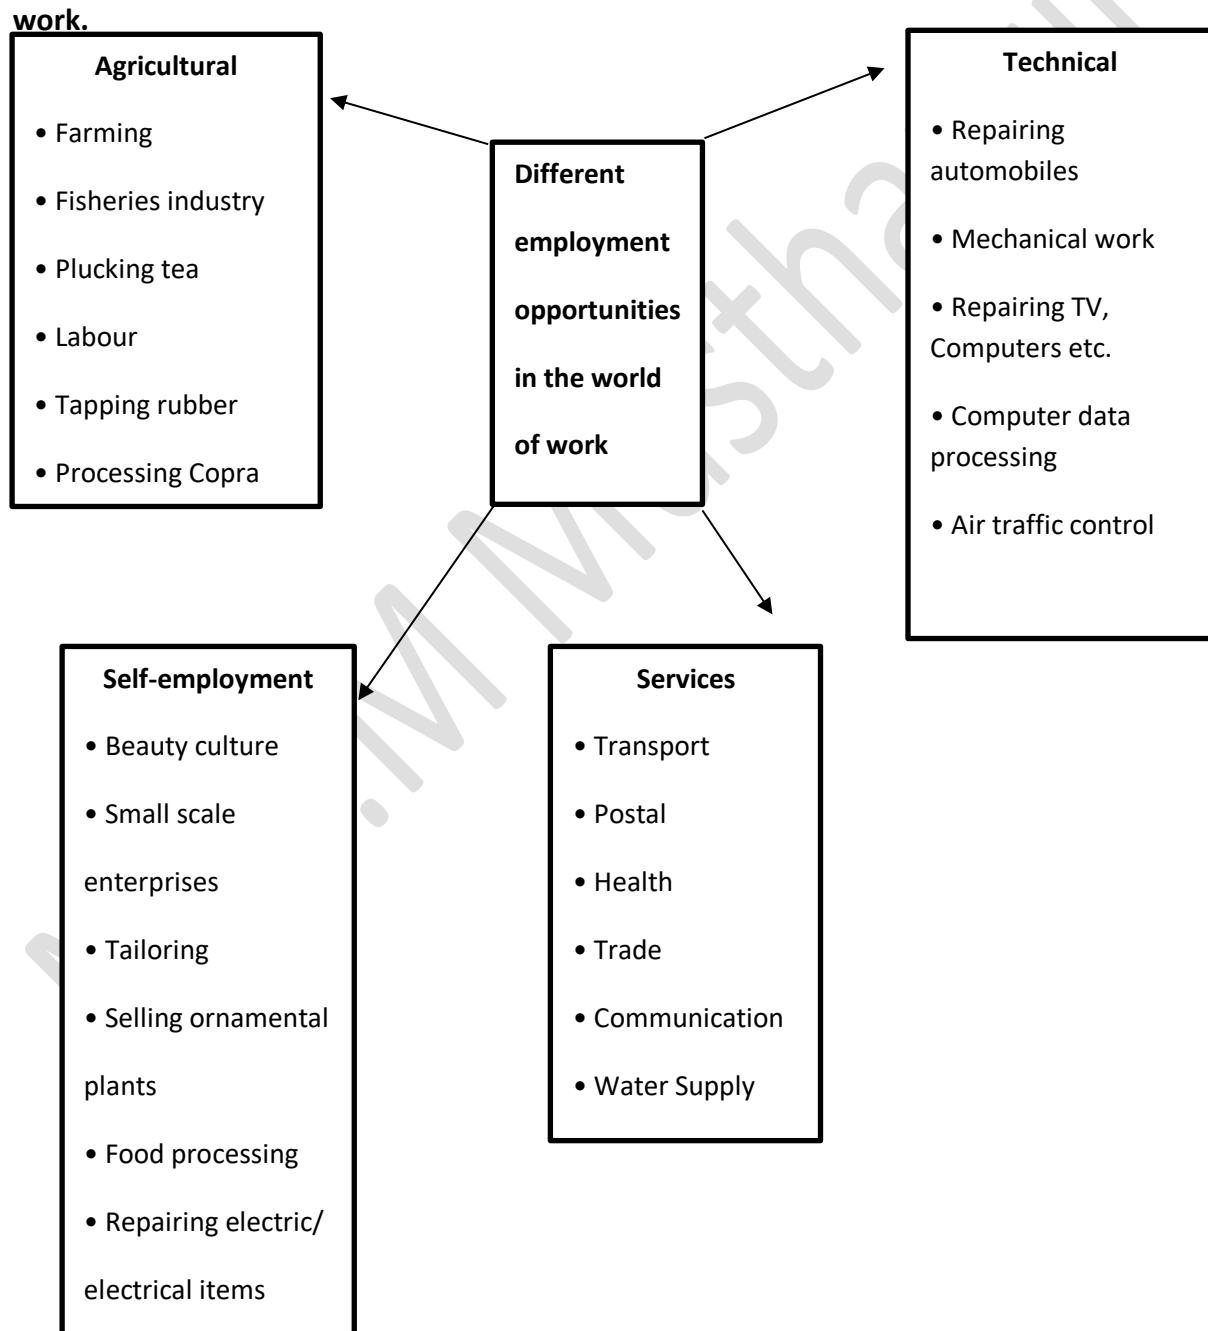 work.
Agricultural
• Farming
• Fisheries industry
• Plucking tea
• Labour
• Tapping rubber
• Processing Copra
Different
employment
opportunities
in the world
of work
Technical
• Repairing
automobiles
• Mechanical work
• Repairing TV,
Computers etc.
• Computer data
processing
• Air traffic control
Self-employment
• Beauty culture
• Small scale
enterprises
• Tailoring
• Selling ornamental
plants
• Food processing
• Repairing electric/
electrical items
Services
• Transport
• Postal
• Health
• Trade
• Communication
• Water Supply